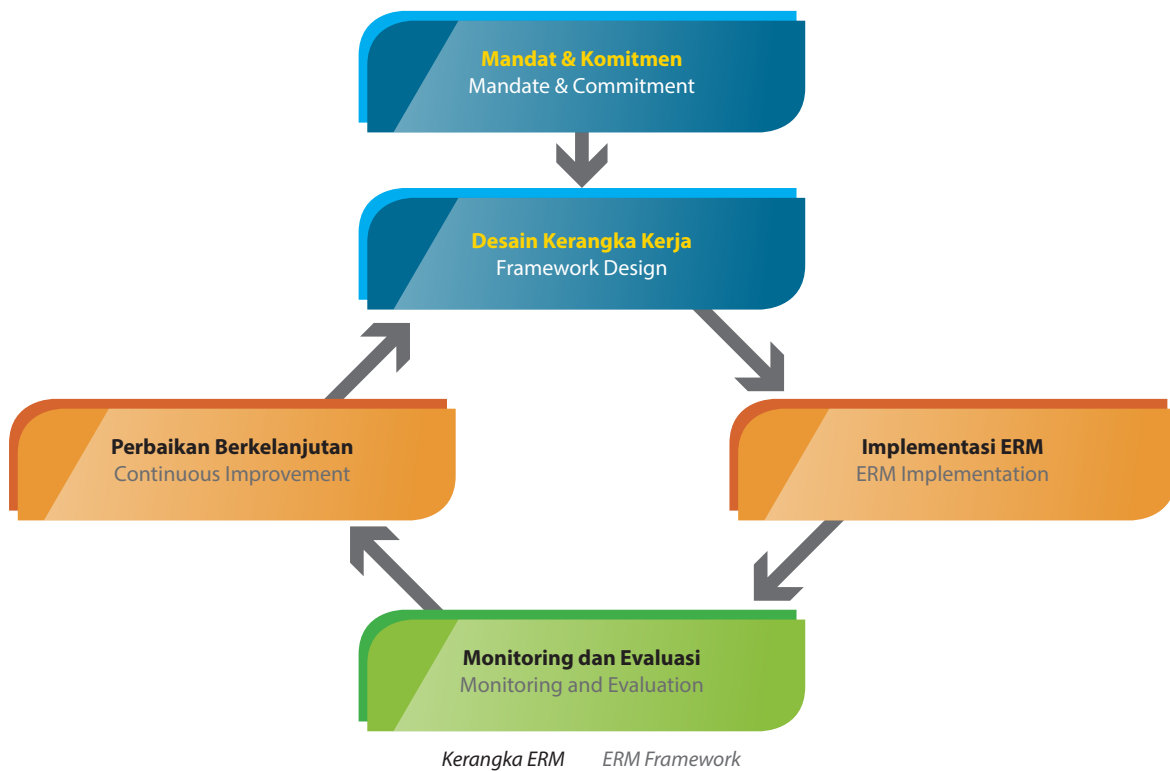 Mandat & Komitmen
Mandate & Commitment
Desain Kerangka Kerja
Framework Design
Perbaikan Berkelanjutan
Continuous Improvement
Implementasi ERM
ERM Implementation
Monitoring dan Evaluasi
Monitoring and Evaluation
Kerangka ERM ERM Framework